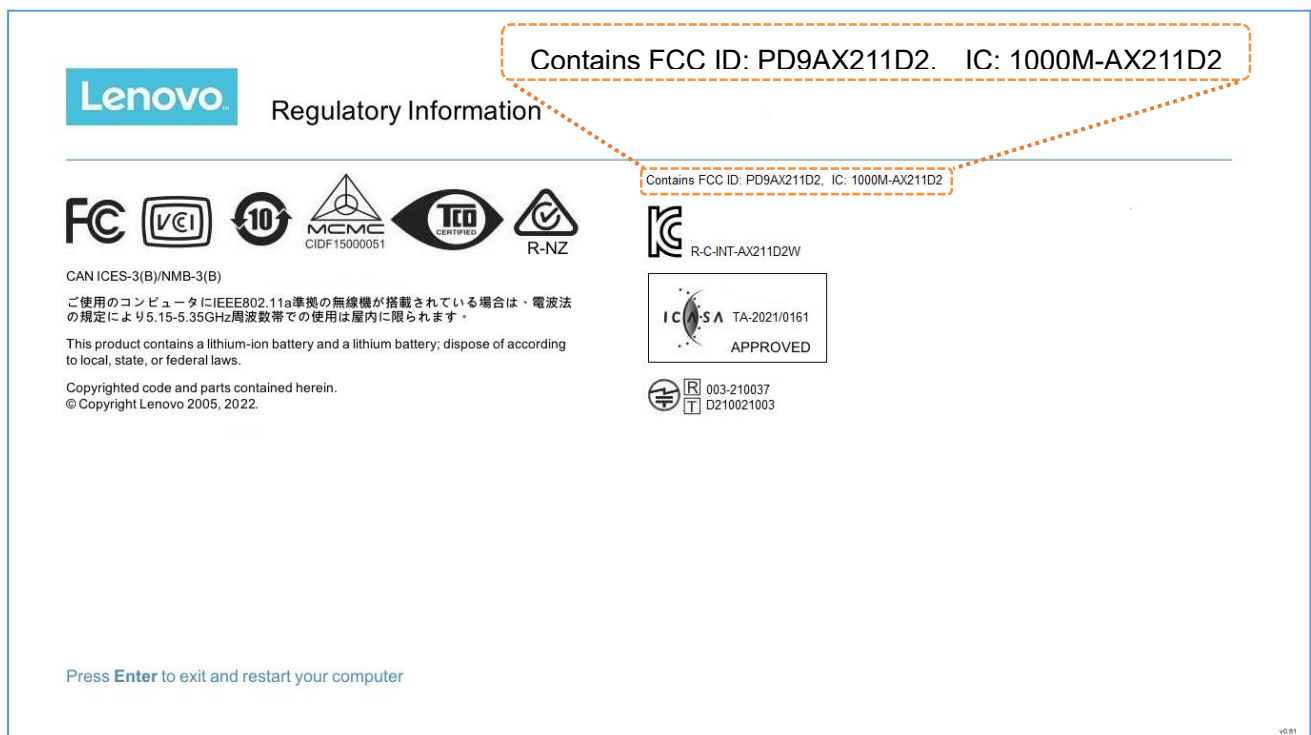 Contains FCC ID: PD9AX211D2. IC: 1000M-AX211D2
Lenovo™
Regulatory Information
FC VCI 10 MCMC TCO
CERTIFIED
CIDF15000051
R-NZ
CAN ICES-3(B)/NMB-3(B)
ご使用のコンピュータにIEEE802.11a準拠の無線機が搭載されている場合は、電波法
の規定により5.15-5.35GHz周波数帯での使用は屋内に限られます。
This product contains a lithium-ion battery and a lithium battery; dispose of according
to local, state, or federal laws.
Copyrighted code and parts contained herein.
© Copyright Lenovo 2005, 2022.
Contains FCC ID: PD9AX211D2, IC: 1000M-AX211D2
R-C-INT-AX211D2W
ICASA TA-2021/0161
APPROVED
R 003-210037
T D210021003
Press Enter to exit and restart your computer
v0.91